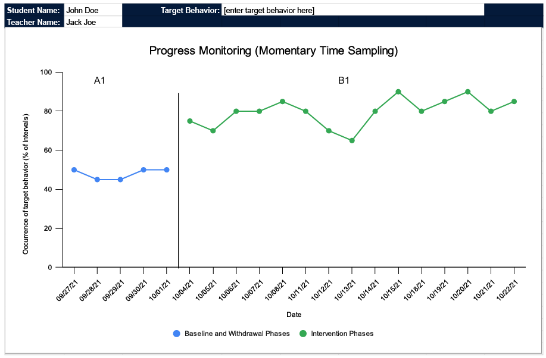 Student Name: John Doe Target Behavior: [enter target behavior here]
Teacher Name: Jack Joe
Progress Monitoring (Momentary Time Sampling)
A1 B1
Occurrence of target behavior (% of Intervals)
100
80
60
40
20
0
09/27/21 09/28/21 09/29/21 09/30/21 10/01/21 10/04/21 10/05/21 10/06/21 10/07/21 10/08/21 10/11/21 10/12/21 10/13/21 10/14/21 10/15/21 10/18/21 10/19/21 10/20/21 10/21/21 10/22/21
Date
Baseline and Withdrawal Phases Intervention Phases